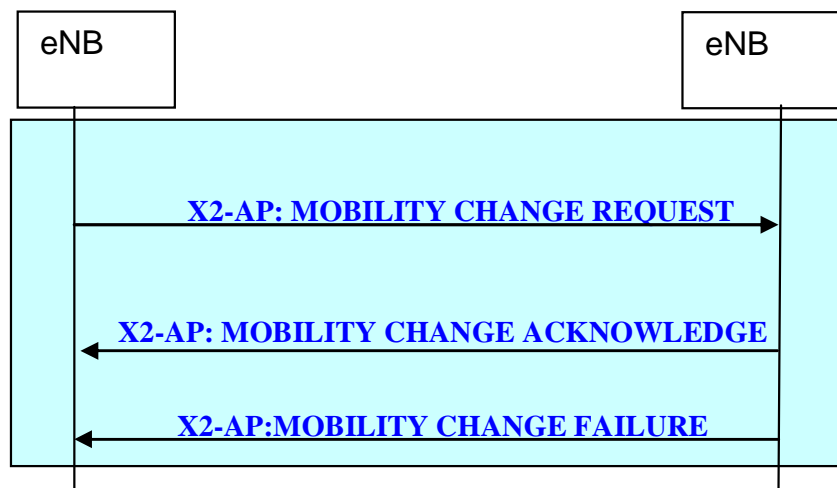 eNB
eNB
X2-AP: MOBILITY CHANGE REQUEST
X2-AP: MOBILITY CHANGE ACKNOWLEDGE
X2-AP:MOBILITY CHANGE FAILURE